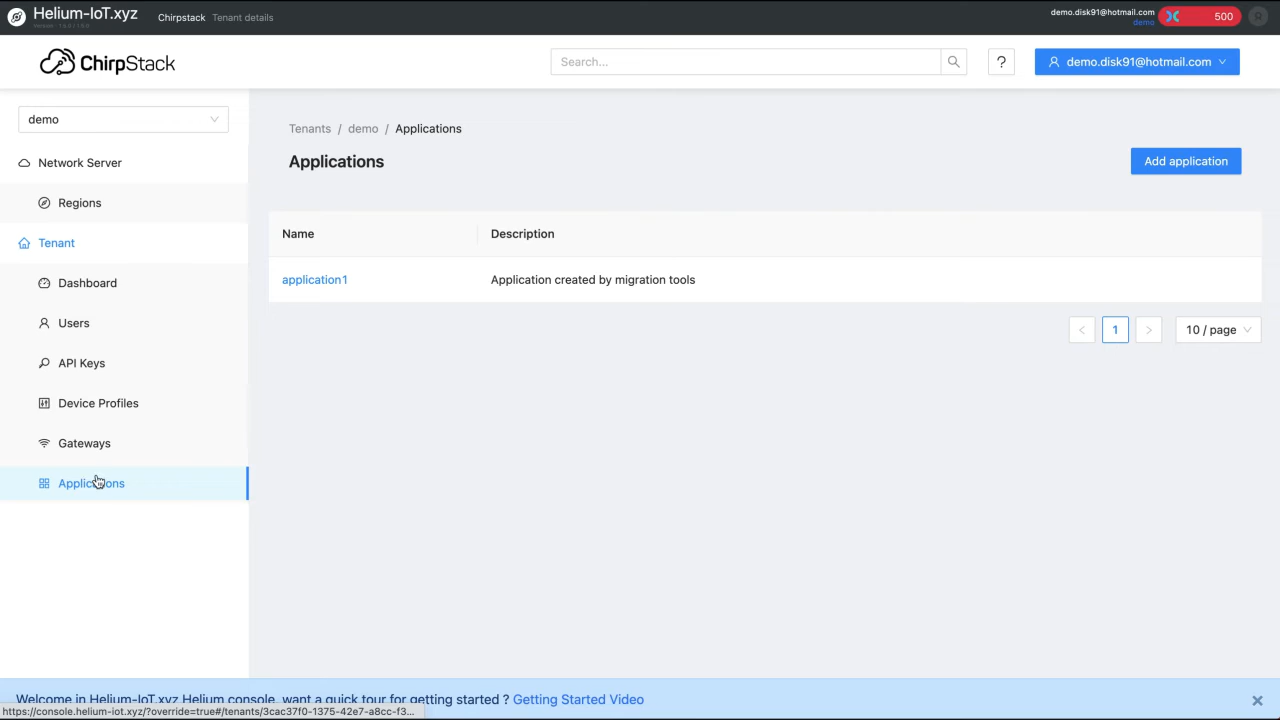 Helium-IoT.xyz
Chirpstack
Tenant details
demo.disk91@hotmail.com
demo
500
ChirpStack
Search...
?
demo.disk91@hotmail.com
demo
Network Server
Regions
Tenant
Dashboard
Users
API Keys
Device Profiles
Gateways
Applications
Tenants / demo / Applications
Applications
Add application
Name
Description
application1
Application created by migration tools
1
10 / page
Welcome in Helium-IoT.xyz Helium console, want a quick tour for getting started ? Getting Started Video
https://console.helium-iot.xyz/?override=true#/tenants/3cac37f0-1375-42e7-a8cc-f3...